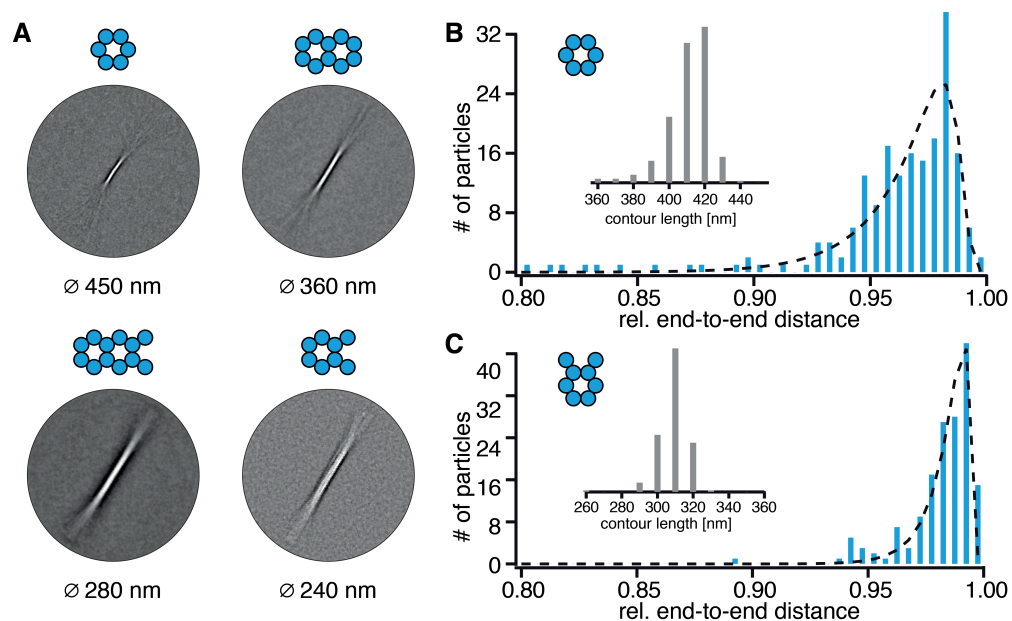 A
⌀ 450 nm
⌀ 360 nm
⌀ 280 nm
⌀ 240 nm
B
# of particles
32
24
16
8
0
360 380 400 420 440
contour length [nm]
0.80 0.85 0.90 0.95 1.00
rel. end-to-end distance
C
# of particles
40
32
24
16
8
0
260 280 300 320 340 360
contour length [nm]
0.80 0.85 0.90 0.95 1.00
rel. end-to-end distance